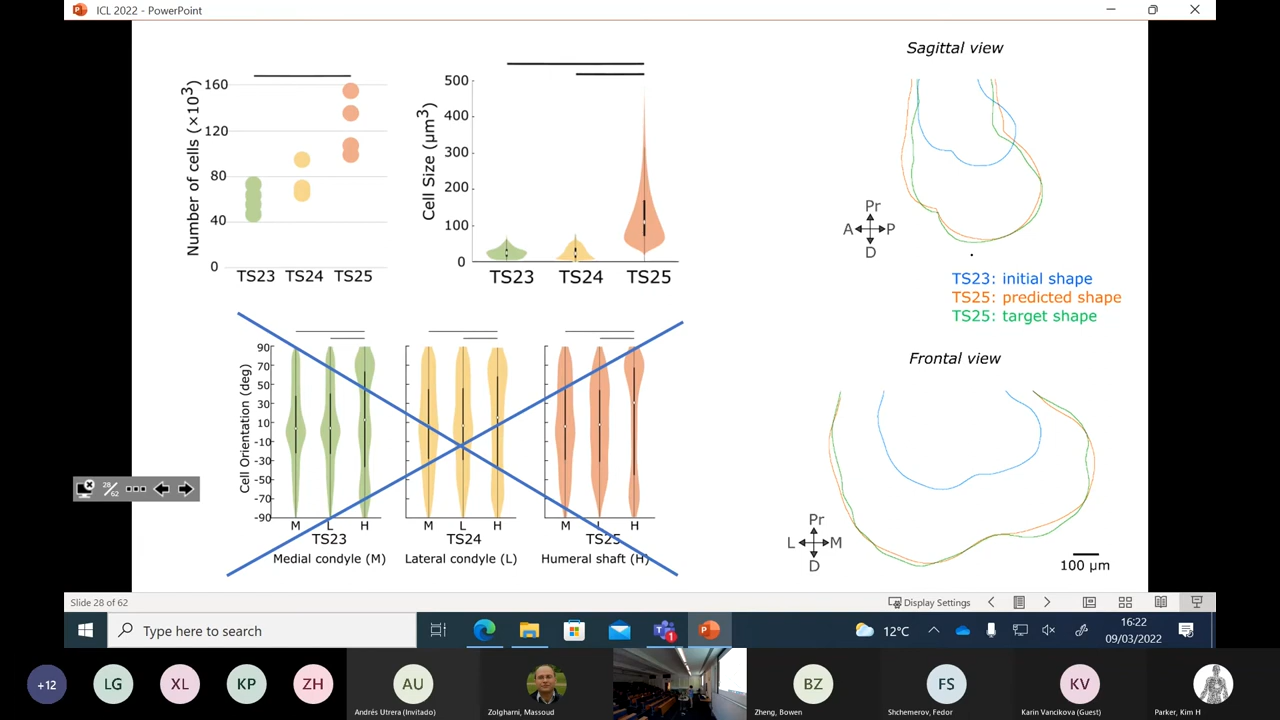 ICL 2022 - PowerPoint
Number of cells (×10³)
160
120
80
40
0
TS23 TS24 TS25
Cell Size (µm³)
500
400
300
200
100
0
TS23 TS24 TS25
Sagittal view
Pr
A P
D
TS23: initial shape
TS25: predicted shape
TS25: target shape
Cell Orientation (deg)
90
70
50
30
10
-10
-30
-50
-70
-90
M L H M L H M L H
TS23 TS24 TS25
Medial condyle (M) Lateral condyle (L) Humeral shaft (H)
Frontal view
Pr
L M
D
100 µm
28/62
Slide 28 of 62
Display Settings
Type here to search
1
12°C
16:22
09/03/2022
+12
LG
XL
KP
ZH
AU
BZ
FS
KV
Andrés Utrera (Invitado)
Zolgharni, Massoud
Zheng, Bowen
Shchemerov, Fedor
Karin Vancikova (Guest)
Parker, Kim H